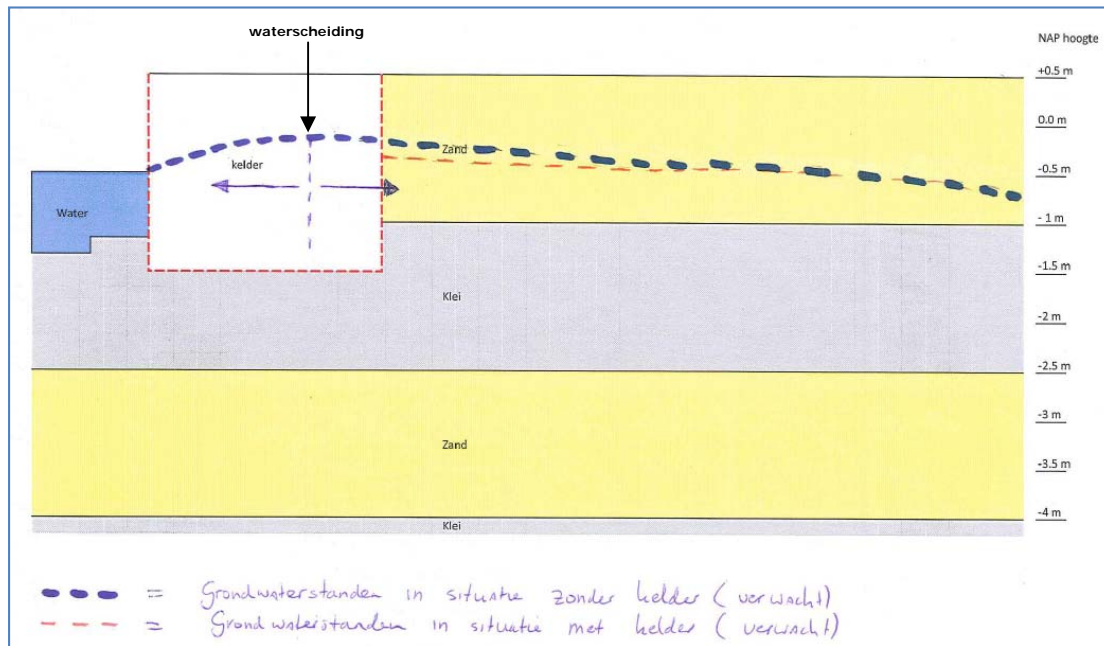 waterscheiding
NAP hoogte
+0.5 m
0.0 m
Zand
kelder
-0.5 m
Water
- 1 m
-1.5 m
Klei
-2 m
-2.5 m
Zand
-3 m
-3.5 m
Klei
-4 m
= Grondwaterstanden in situatie zonder kelder ( verwacht)
= Grondwaterstanden in situatie met kelder ( verwacht)